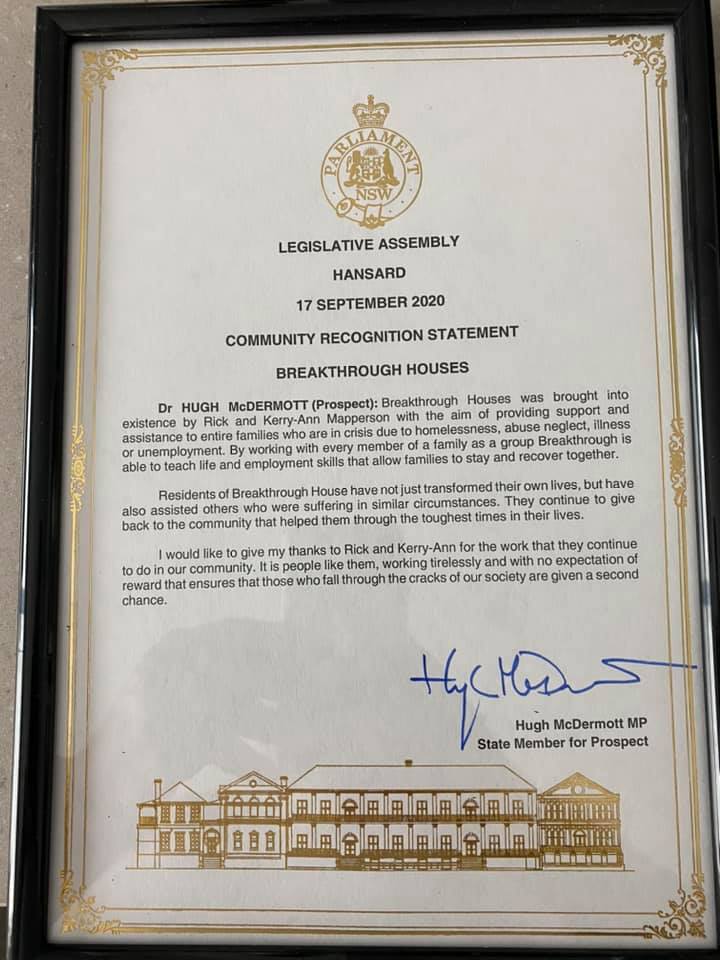 PARLIAMENT
NSW
LEGISLATIVE ASSEMBLY
HANSARD
17 SEPTEMBER 2020
COMMUNITY RECOGNITION STATEMENT
BREAKTHROUGH HOUSES
Dr HUGH McDERMOTT (Prospect): Breakthrough Houses was brought into
existence by Rick and Kerry-Ann Mapperson with the aim of providing support and
assistance to entire families who are in crisis due to homelessness, abuse neglect, illness
or unemployment. By working with every member of a family as a group Breakthrough is
able to teach life and employment skills that allow families to stay and recover together.
Residents of Breakthrough House have not just transformed their own lives, but have
also assisted others who were suffering in similar circumstances. They continue to give
back to the community that helped them through the toughest times in their lives.
I would like to give my thanks to Rick and Kerry-Ann for the work that they continue
to do in our community. It is people like them, working tirelessly and with no expectation of
reward that ensures that those who fall through the cracks of our society are given a second
chance.
Hugh McDermott MP
State Member for Prospect